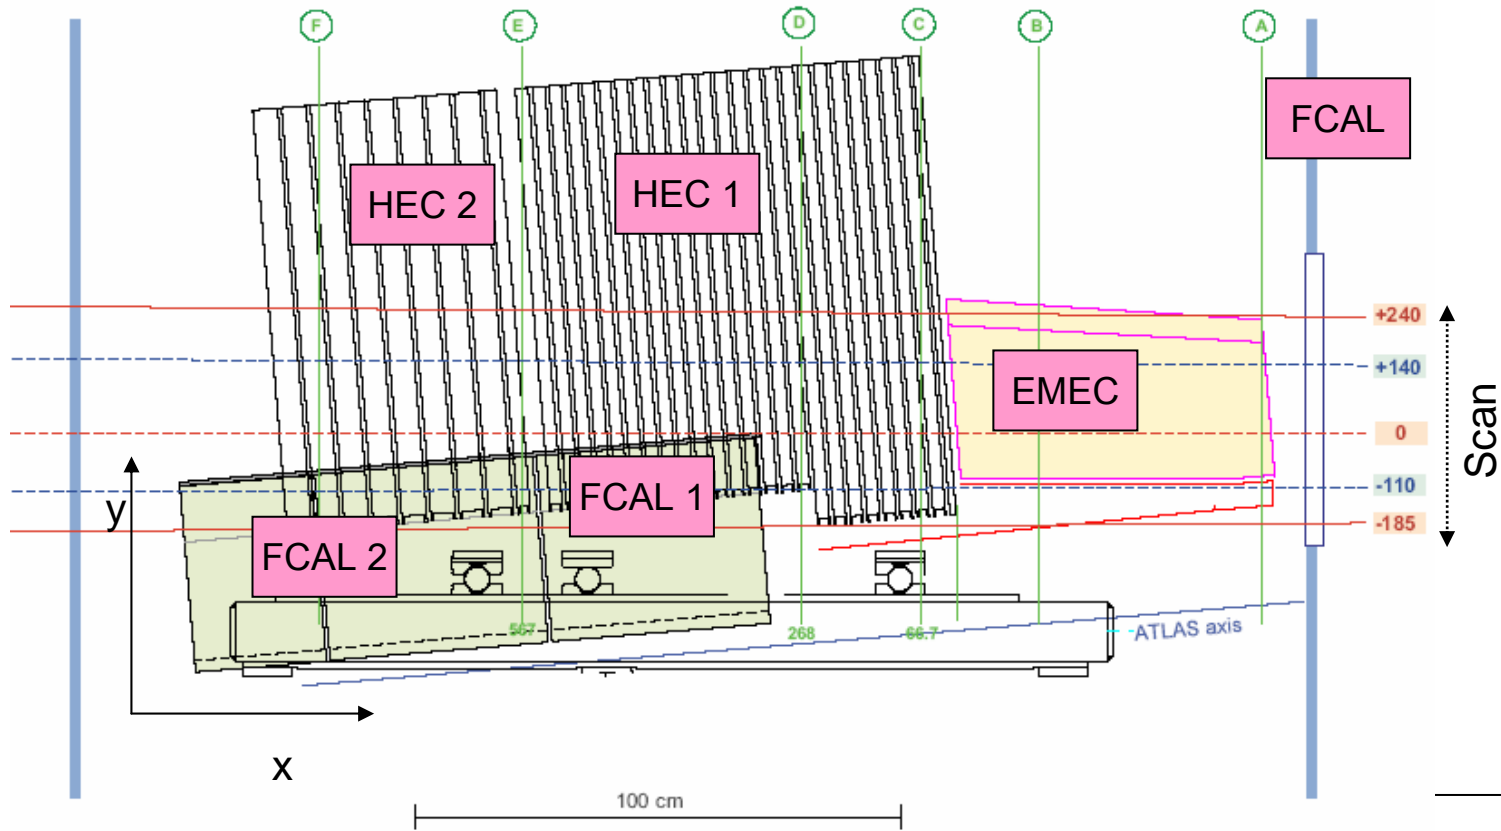 F
E
D
C
B
A
FCAL
HEC 2
HEC 1
+240
+140
EMEC
0
Scan
y
FCAL 1
-110
-185
FCAL 2
567
268
66.7
ATLAS axis
x
100 cm